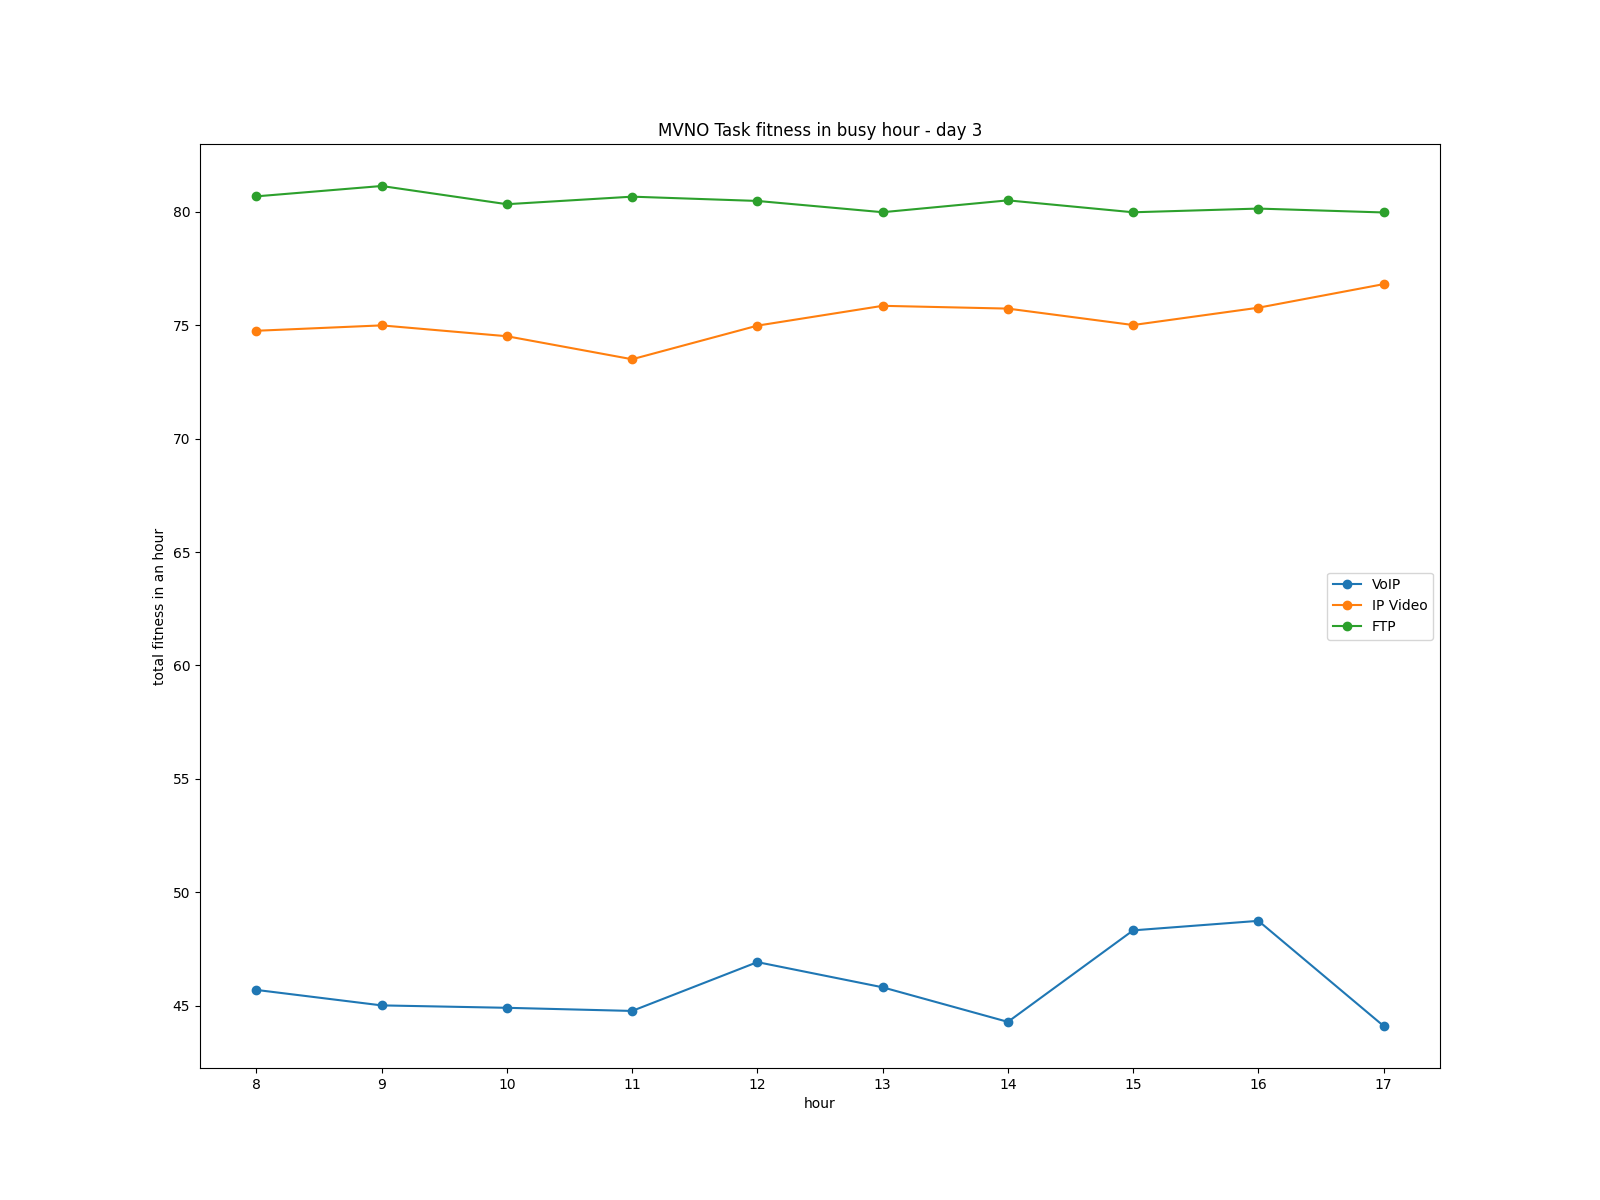 MVNO Task fitness in busy hour - day 3
total fitness in an hour
80
75
70
65
60
55
50
45
VoIP
IP Video
FTP
8 9 10 11 12 13 14 15 16 17
hour